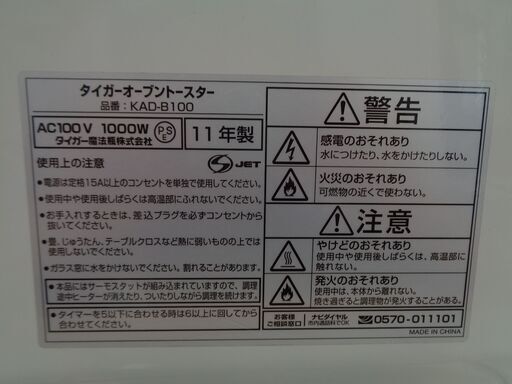 タイガーオーブントースター
品番：KAD-B100
AC100V 1000W
タイガー魔法瓶株式会社
PSE
11年製
使用上の注意
JET
●電源は定格15A以上のコンセントを単独で使用してください。
●使用中や使用後しばらくは高温部にふれないでください。
●お手入れするときは、差込プラグを必ずコンセントから
抜いてください。
●畳、じゅうたん、テーブルクロスなど熱に弱いものの上では
使用しないでください。
●ガラス窓に水をかけないでください。割れることがあります。
●本品にはサーモスタットが組み込まれていますので、調理
途中ヒーターが消えたり、ついたりしながら調理を続けます。
●タイマーを5以下に合わせる時は6以上に回してから
合わせてください。
警告
感電のおそれあり
水につけたり、水をかけたりしない。
火災のおそれあり
可燃物の近くで使わない。
注意
やけどのおそれあり
使用中や使用後しばらくは、高温部に
触れない。
発火のおそれあり
使用中は、本体から離れない。
焼き過ぎると調理物が発火することがある。
お客様
ご相談窓口
ナビダイヤル
市内通話料でOK
0570-011101
MADE IN CHINA